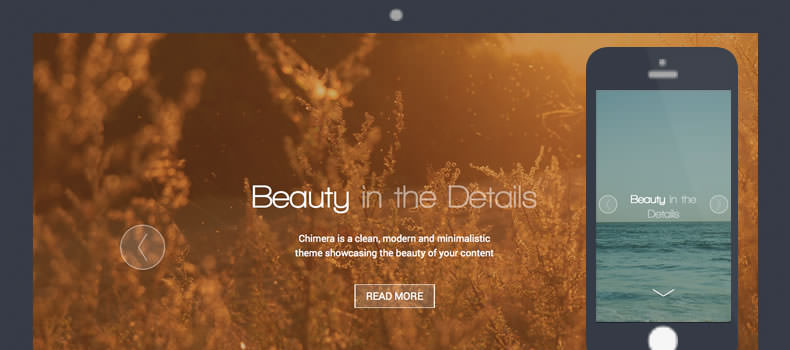 Beauty in the Details
Chimera is a clean, modern and minimalistic
theme showcasing the beauty of your content
READ MORE
Beauty in the
Details